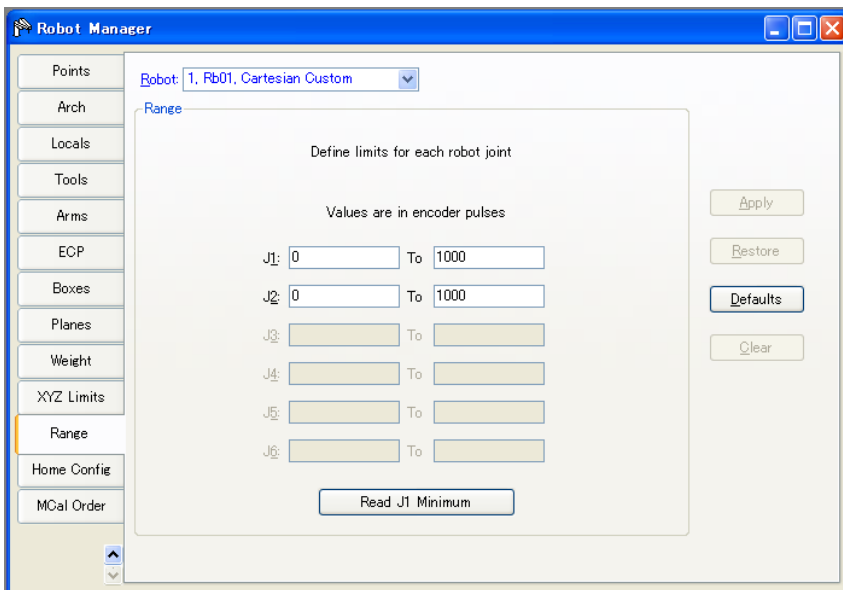 Robot Manager
Points
Arch
Locals
Tools
Arms
ECP
Boxes
Planes
Weight
XYZ Limits
Range
Home Config
MCal Order
Robot: 1, Rb01, Cartesian Custom
Range
Define limits for each robot joint
Values are in encoder pulses
J1: 0 To 1000
J2: 0 To 1000
J3: To
J4: To
J5: To
J6: To
Read J1 Minimum
Apply
Restore
Defaults
Clear